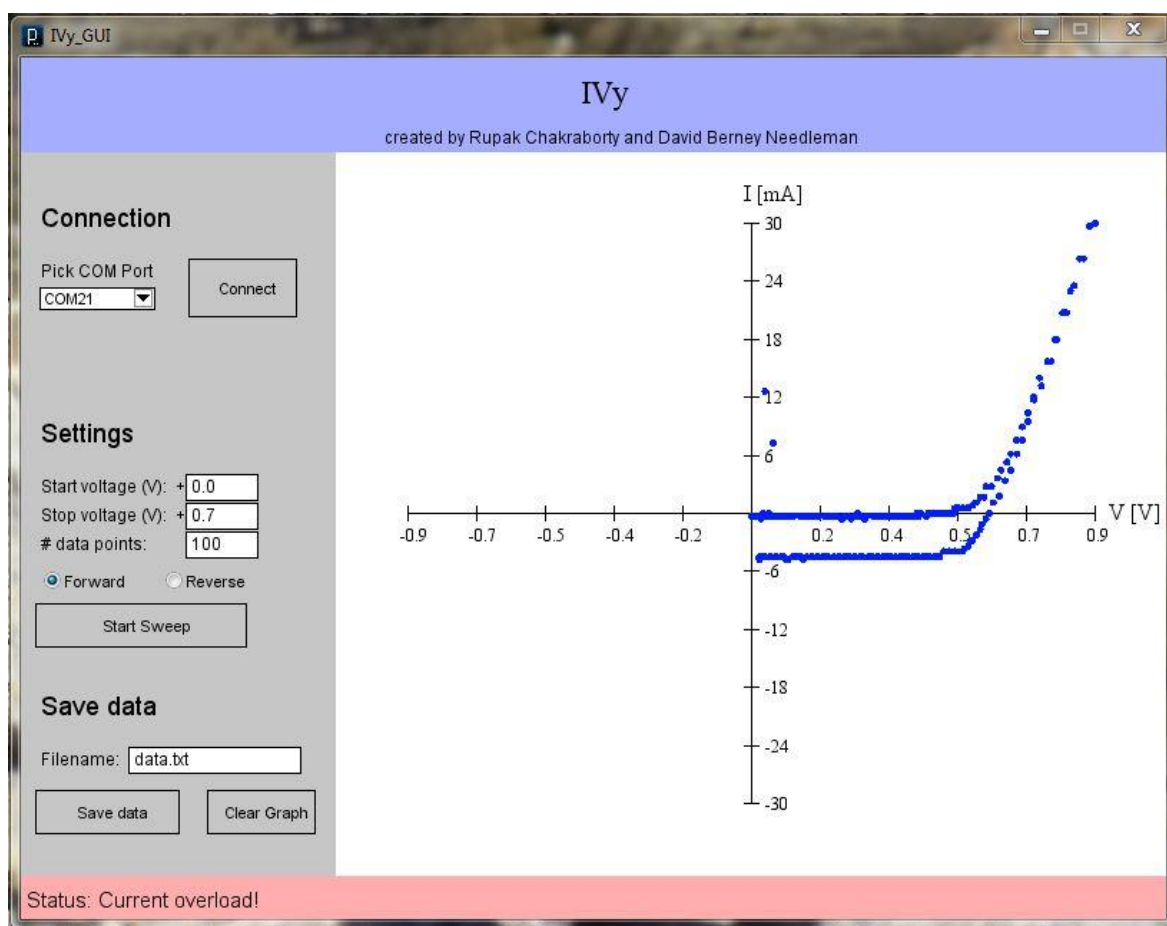 IVy_GUI
IVy
created by Rupak Chakraborty and David Berney Needleman
Connection
Pick COM Port
COM21
Connect
Settings
Start voltage (V): + 0.0
Stop voltage (V): + 0.7
# data points: 100
Forward Reverse
Start Sweep
Save data
Filename: data.txt
Save data Clear Graph
I [mA]
30
24
18
12
6
-0.9 -0.7 -0.5 -0.4 -0.2 0.2 0.4 0.5 0.7 0.9 V [V]
-6
-12
-18
-24
-30
Status: Current overload!